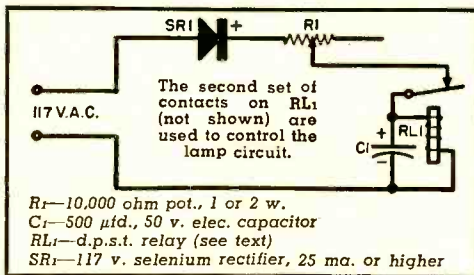 SR1 + R1
The second set of
contacts on RL1
(not shown) are
used to control the
lamp circuit.
117 V.A.C.
+
C1
-
RL1
R1—10,000 ohm pot., 1 or 2 w.
C1—500 µfd., 50 v. elec. capacitor
RL1—d.p.s.t. relay (see text)
SR1—117 v. selenium rectifier, 25 ma. or higher